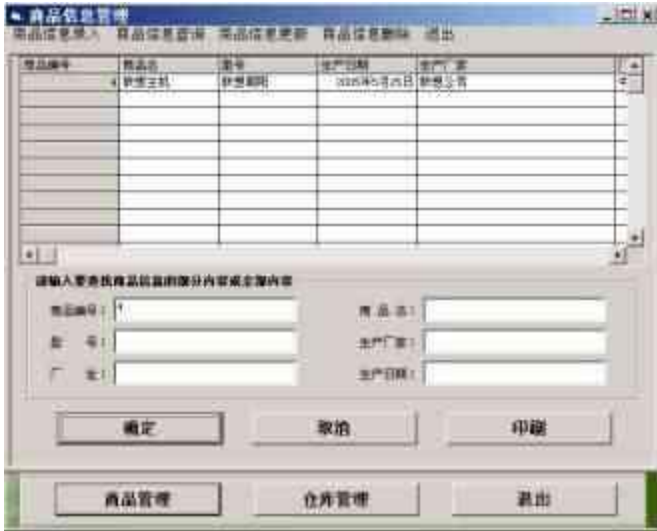 商品信息管理
商品信息录入 商品信息查询 商品信息更新 商品信息删除 退出
商品编号 商品名 型号 生产日期 生产厂家
4 联想主机 联想朝阳 联想公司
请输入要查找商品信息的部分内容或全部内容
商品编号: 4 商 品 名:
型 号: 生产厂家:
厂 址: 生产日期:
确定 取消 印刷
商品管理 仓库管理 退出